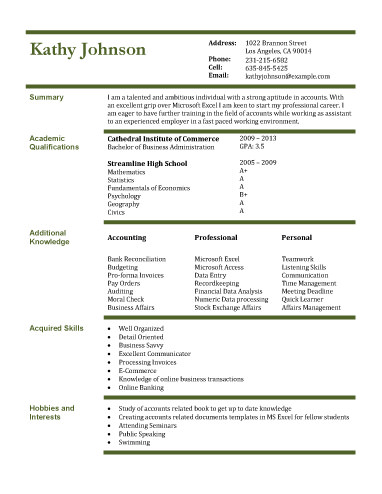 Kathy Johnson
Address: 1022 Brannon Street
Los Angeles, CA 90014
Phone: 231-215-6582
Cell: 635-845-5425
Email: kathyjohnson@example.com
Summary
I am a talented and ambitious individual with a strong aptitude in accounts. With
an excellent grip over Microsoft Excel I am keen to start my professional career. I
am eager to have further training in the field of accounts while working as assistant
to an experienced employer in a fast paced working environment.
Academic
Qualifications
Cathedral Institute of Commerce 2009 – 2013
Bachelor of Business Administration GPA: 3.5
Streamline High School 2005 – 2009
Mathematics A+
Statistics A
Fundamentals of Economics A
Psychology B+
Geography A
Civics A
Additional
Knowledge
Accounting Professional Personal
Bank Reconciliation Microsoft Excel Teamwork
Budgeting Microsoft Access Listening Skills
Pro-forma Invoices Data Entry Communication
Pay Orders Recordkeeping Time Management
Auditing Financial Data Analysis Meeting Deadline
Moral Check Numeric Data processing Quick Learner
Business Affairs Stock Exchange Affairs Affairs Management
Acquired Skills
• Well Organized
• Detail Oriented
• Business Savvy
• Excellent Communicator
• Processing Invoices
• E-Commerce
• Knowledge of online business transactions
• Online Banking
Hobbies and
Interests
• Study of accounts related book to get up to date knowledge
• Creating accounts related documents templates in MS Excel for fellow students
• Attending Seminars
• Public Speaking
• Swimming